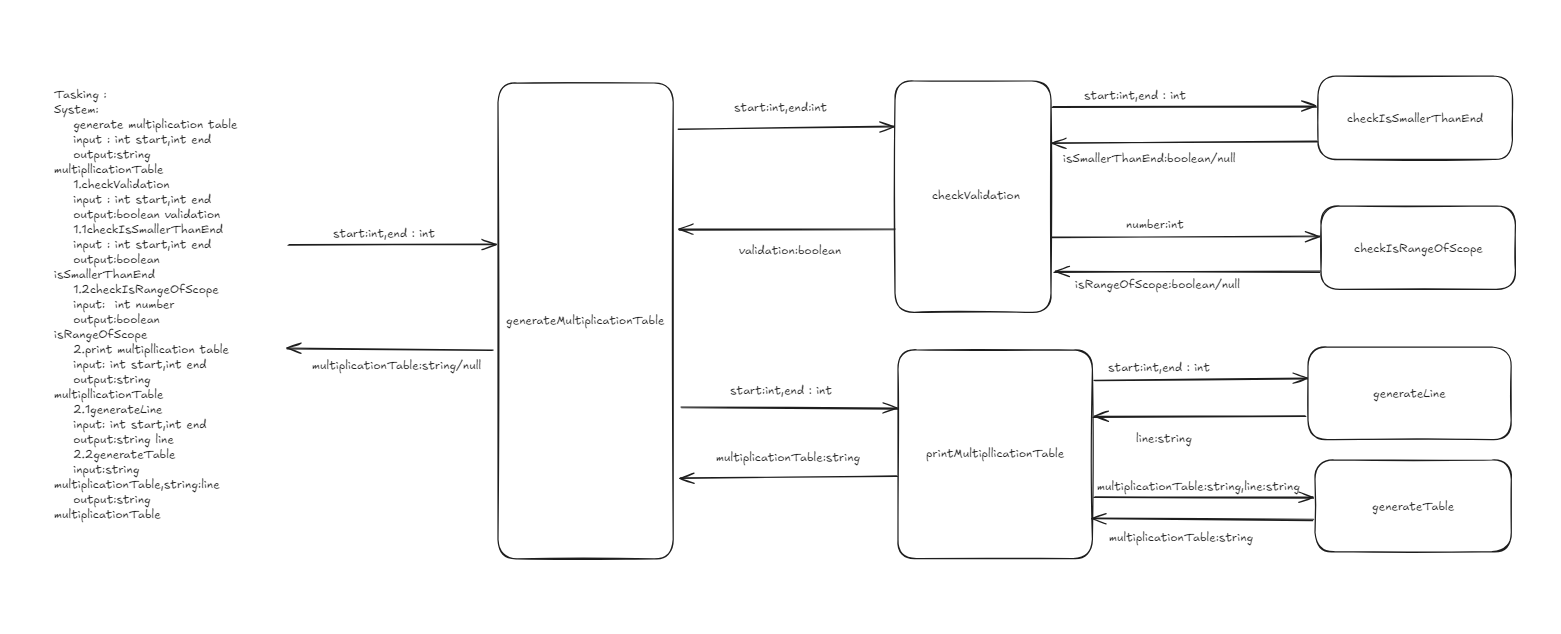 Tasking :
System:
generate multiplication table
input : int start,int end
output:string
multipllicationTable
1.checkValidation
input : int start,int end
output:boolean validation
1.1checkIsSmallerThanEnd
input : int start,int end
output:boolean
isSmallerThanEnd
1.2checkIsRangeOfScope
input:  int number
output:boolean
isRangeOfScope
2.print multipllication table
input: int start,int end
output:string
multipllicationTable
2.1generateLine
input: int start,int end
output:string line
2.2generateTable
input:string
multiplicationTable,string:line
output:string
multiplicationTable
start:int,end : int
multiplicationTable:string/null
generateMultiplicationTable
start:int,end:int
validation:boolean
checkValidation
start:int,end : int
isSmallerThanEnd:boolean/null
checkIsSmallerThanEnd
number:int
isRangeOfScope:boolean/null
checkIsRangeOfScope
start:int,end : int
multiplicationTable:string
printMultipllicationTable
start:int,end : int
line:string
generateLine
multiplicationTable:string,line:string
multiplicationTable:string
generateTable